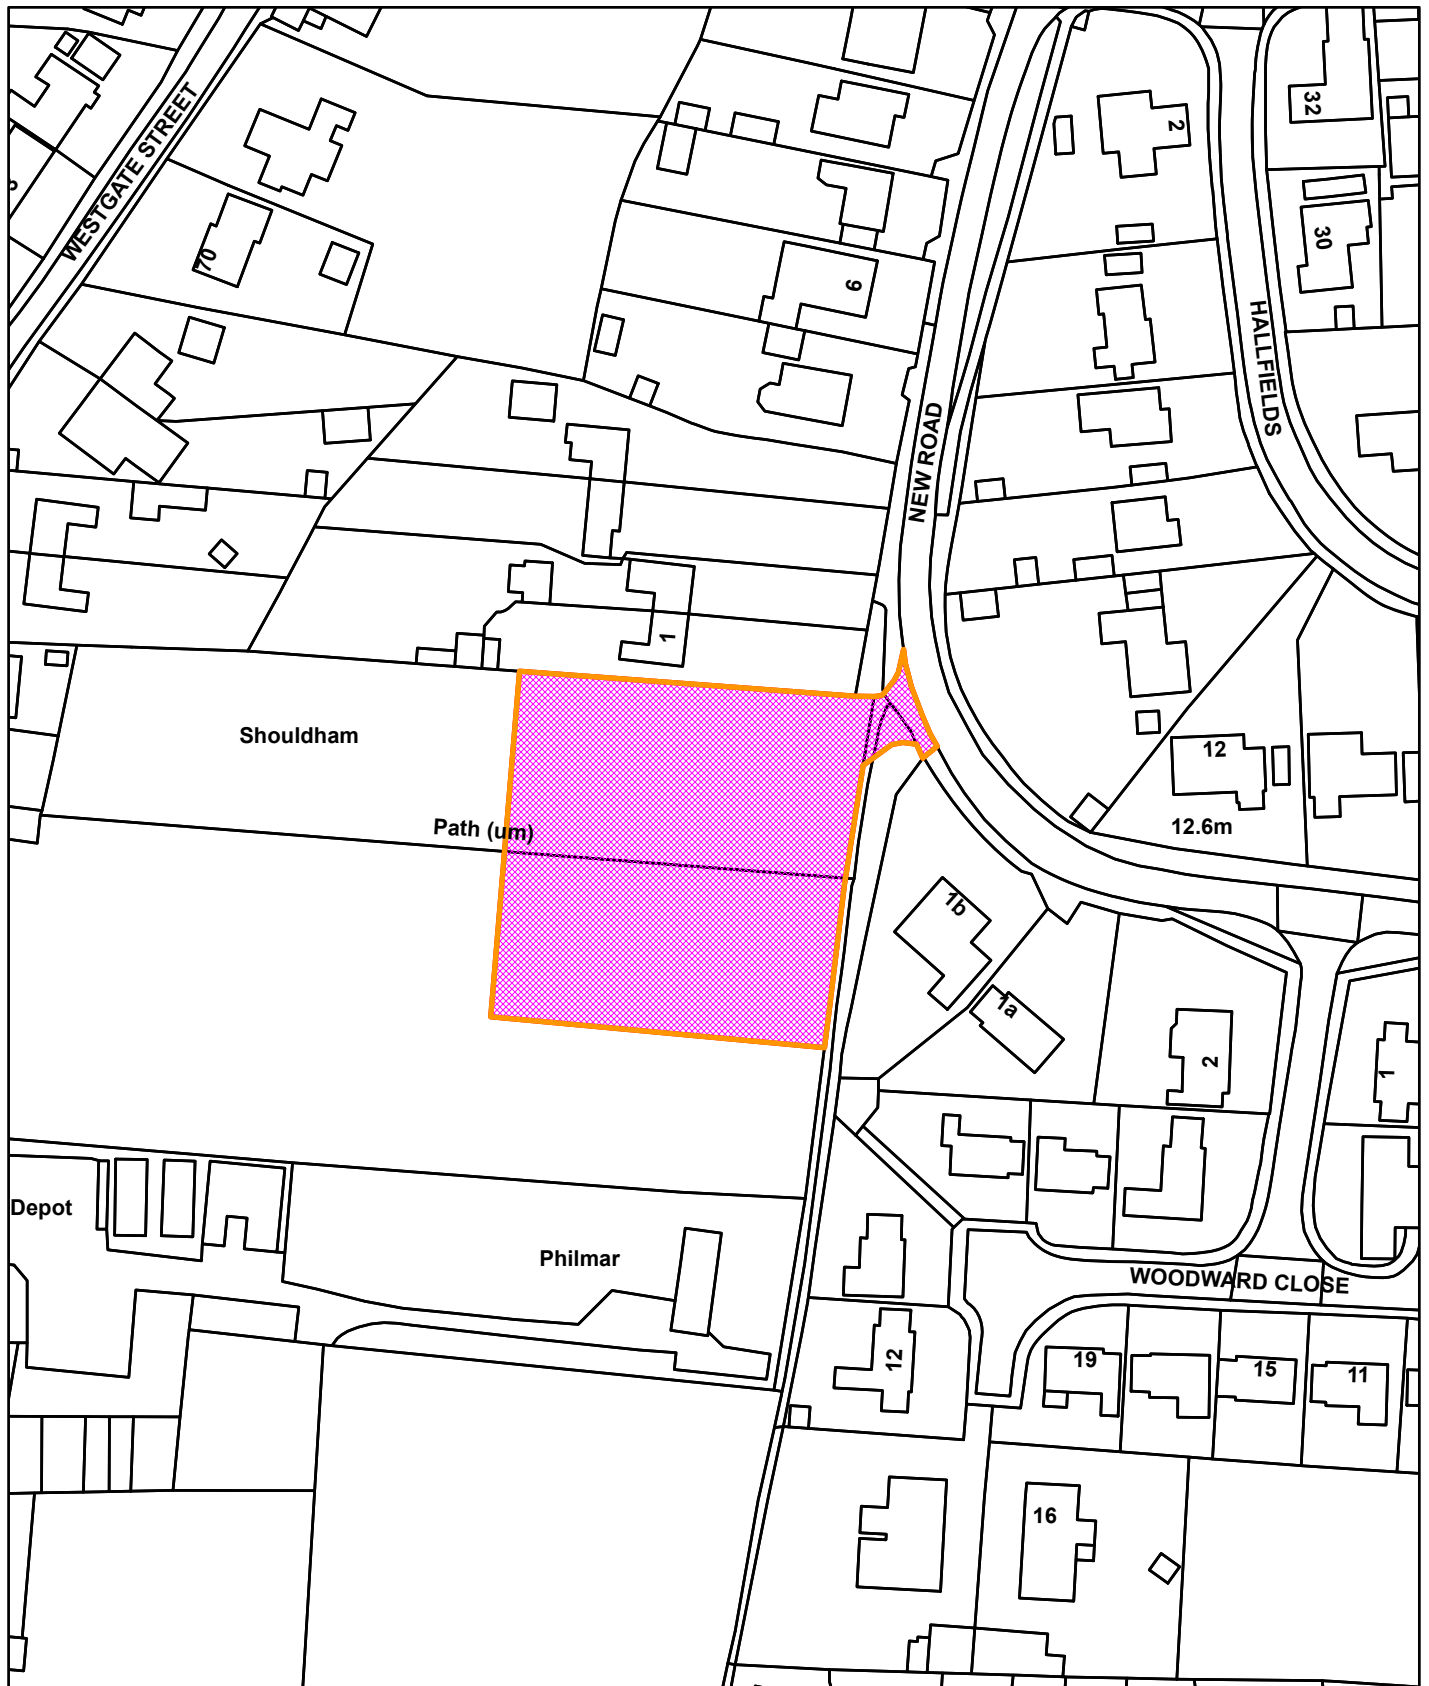 WESTGATE STREET
32
2
30
70
6
HALLFIELDS
NEW ROAD
1
Shouldham
12
Path (um)
12.6m
1b
1a
2
1
Depot
Philmar
WOODWARD CLOSE
12
19
15
11
16